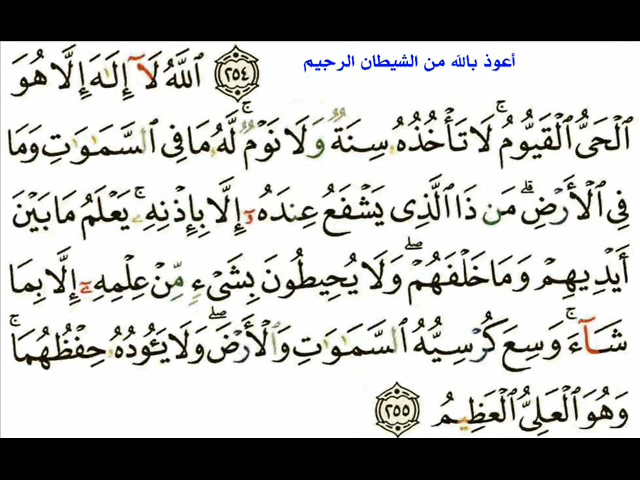 أعوذ بالله من الشيطان الرجيم
٢٥٤ ٱللَّهُ لَآ إِلَٰهَ إِلَّا هُوَ
ٱلْحَىُّ ٱلْقَيُّومُ ۚ لَا تَأْخُذُهُۥ سِنَةٌ وَلَا نَوْمٌ ۚ لَّهُۥ مَا فِى ٱلسَّمَٰوَٰتِ وَمَا
فِى ٱلْأَرْضِ ۗ مَن ذَا ٱلَّذِى يَشْفَعُ عِندَهُۥٓ إِلَّا بِإِذْنِهِۦ ۚ يَعْلَمُ مَا بَيْنَ
أَيْدِيهِمْ وَمَا خَلْفَهُمْ ۖ وَلَا يُحِيطُونَ بِشَىْءٍ مِّنْ عِلْمِهِۦٓ إِلَّا بِمَا
شَآءَ ۚ وَسِعَ كُرْسِيُّهُ ٱلسَّمَٰوَٰتِ وَٱلْأَرْضَ ۖ وَلَا يَـُٔودُهُۥ حِفْظُهُمَا ۚ
وَهُوَ ٱلْعَلِىُّ ٱلْعَظِيمُ ٢٥٥